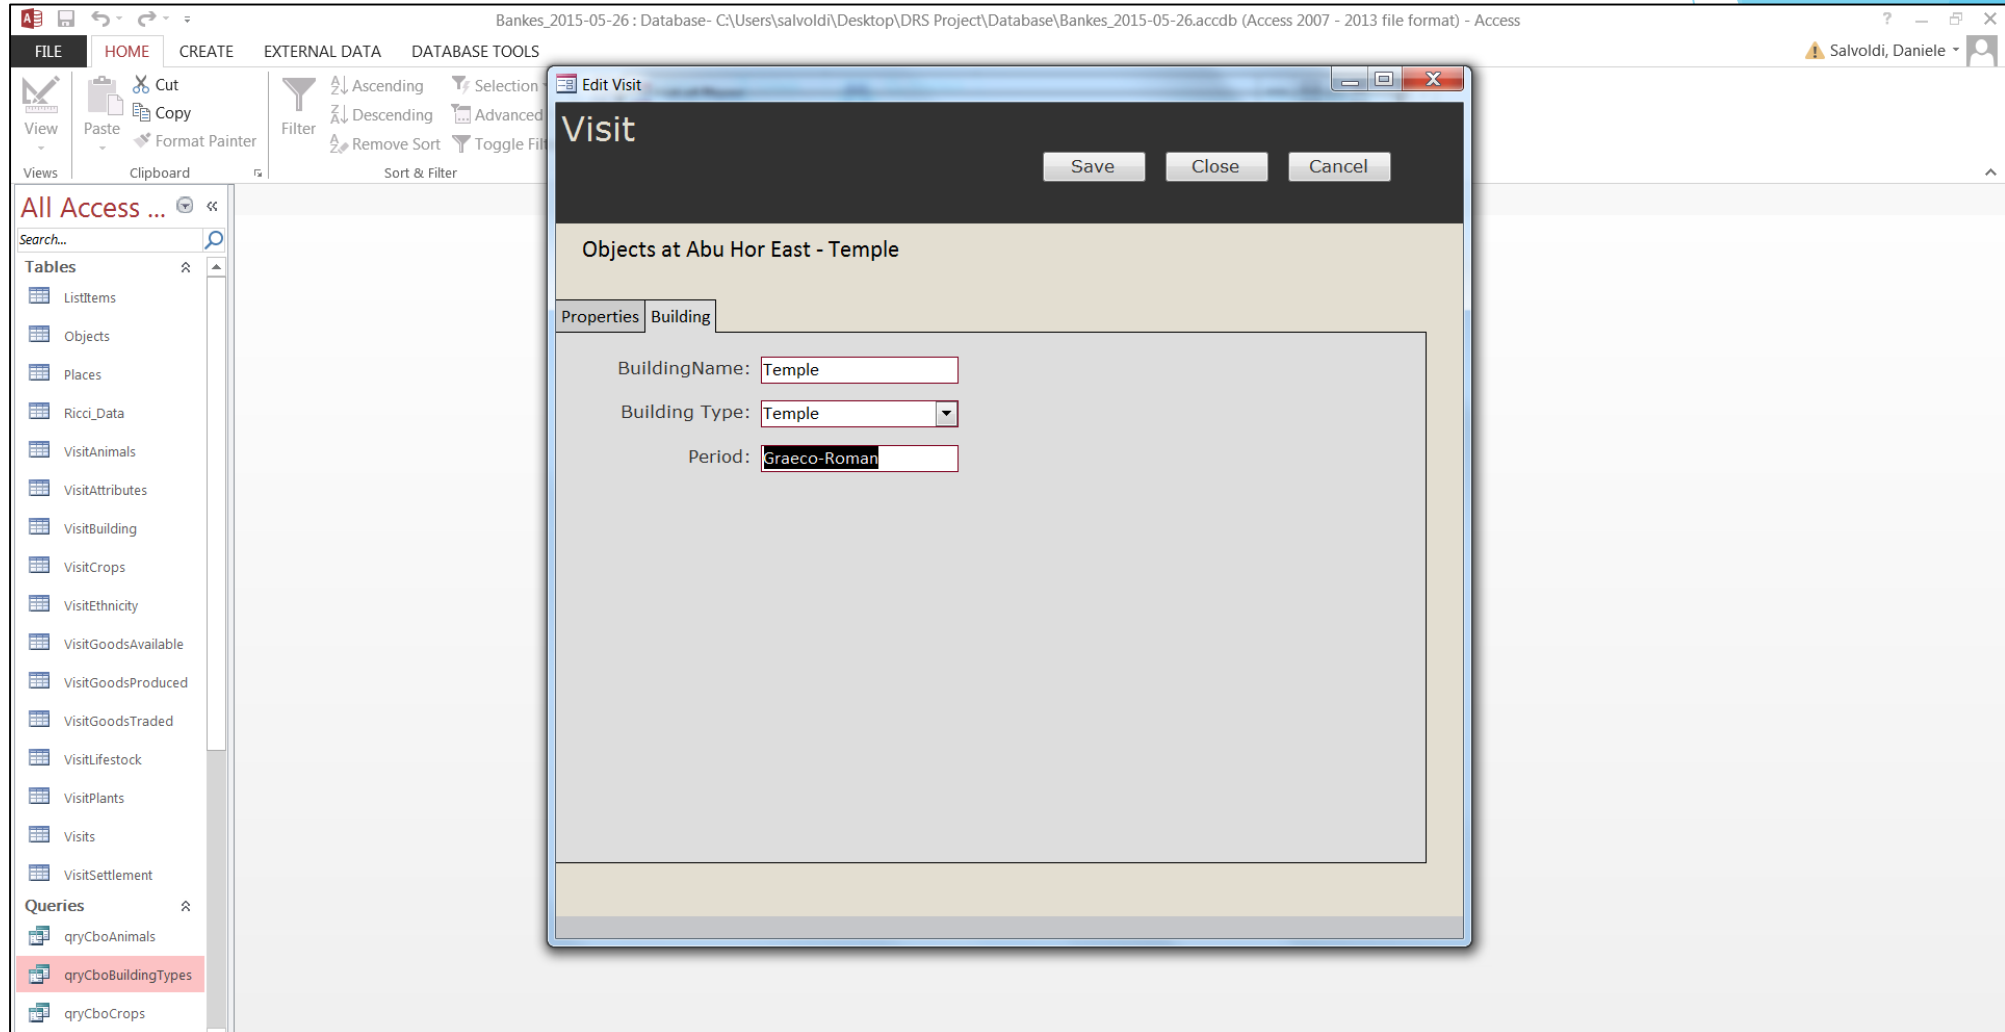 Bankes_2015-05-26 : Database- C:\Users\salvoldi\Desktop\DRS Project\Database\Bankes_2015-05-26.accdb (Access 2007 - 2013 file format) - Access
?
FILE HOME CREATE EXTERNAL DATA DATABASE TOOLS
Salvoldi, Daniele
View
Views
Paste
Cut
Copy
Format Painter
Clipboard
Filter
Ascending
Descending
Remove Sort
Selection
Advanced
Toggle
Sort & Filter
All Access ...
Search...
Tables
ListItems
Objects
Places
Ricci_Data
VisitAnimals
VisitAttributes
VisitBuilding
VisitCrops
VisitEthnicity
VisitGoodsAvailable
VisitGoodsProduced
VisitGoodsTraded
VisitLifestock
VisitPlants
Visits
VisitSettlement
Queries
qryCboAnimals
qryCboBuildingTypes
qryCboCrops
Edit Visit
Visit
Save Close Cancel
Objects at Abu Hor East - Temple
Properties Building
BuildingName: Temple
Building Type: Temple
Period: Graeco-Roman